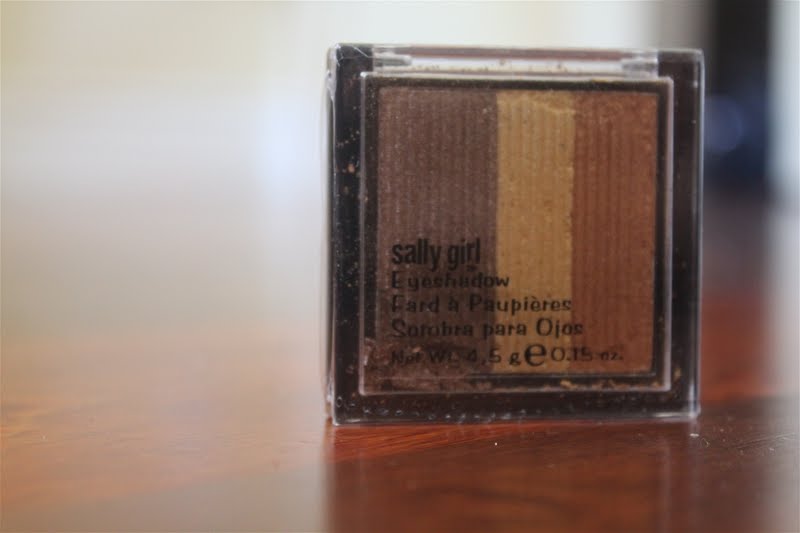 sally girl
Eyeshadow
Fard à Paupières
Sombra para Ojos
Net Wt. 4,5 g e 0.15 oz.